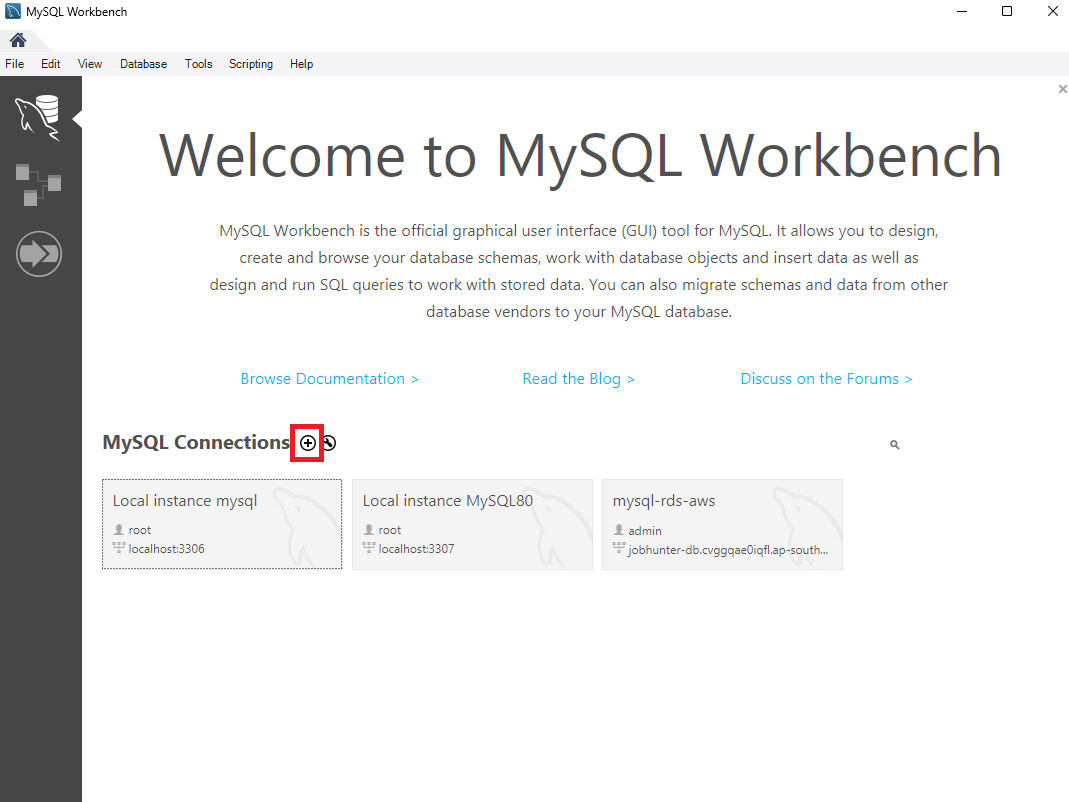 MySQL Workbench
File Edit View Database Tools Scripting Help
Welcome to MySQL Workbench
MySQL Workbench is the official graphical user interface (GUI) tool for MySQL. It allows you to design,
create and browse your database schemas, work with database objects and insert data as well as
design and run SQL queries to work with stored data. You can also migrate schemas and data from other
database vendors to your MySQL database.
Browse Documentation > Read the Blog > Discuss on the Forums >
MySQL Connections
Local instance mysql
root
localhost:3306
Local instance MySQL80
root
localhost:3307
mysql-rds-aws
admin
jobhunter-db.cvggqae0iqfl.ap-south...